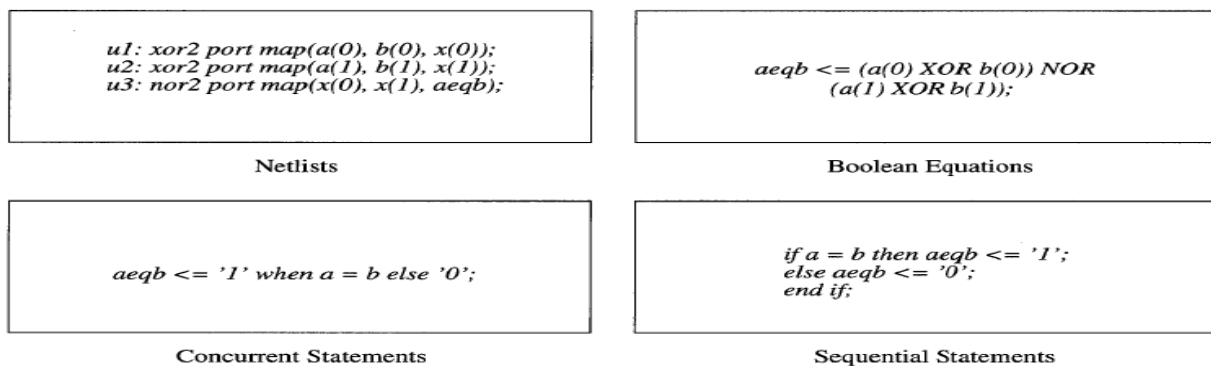 u1: xor2 port map(a(0), b(0), x(0));
u2: xor2 port map(a(1), b(1), x(1));
u3: nor2 port map(x(0), x(1), aeqb);
Netlists
aeqb <= (a(0) XOR b(0)) NOR
(a(1) XOR b(1));
Boolean Equations
aeqb <= '1' when a = b else '0';
Concurrent Statements
if a = b then aeqb <= '1';
else aeqb <= '0';
end if;
Sequential Statements